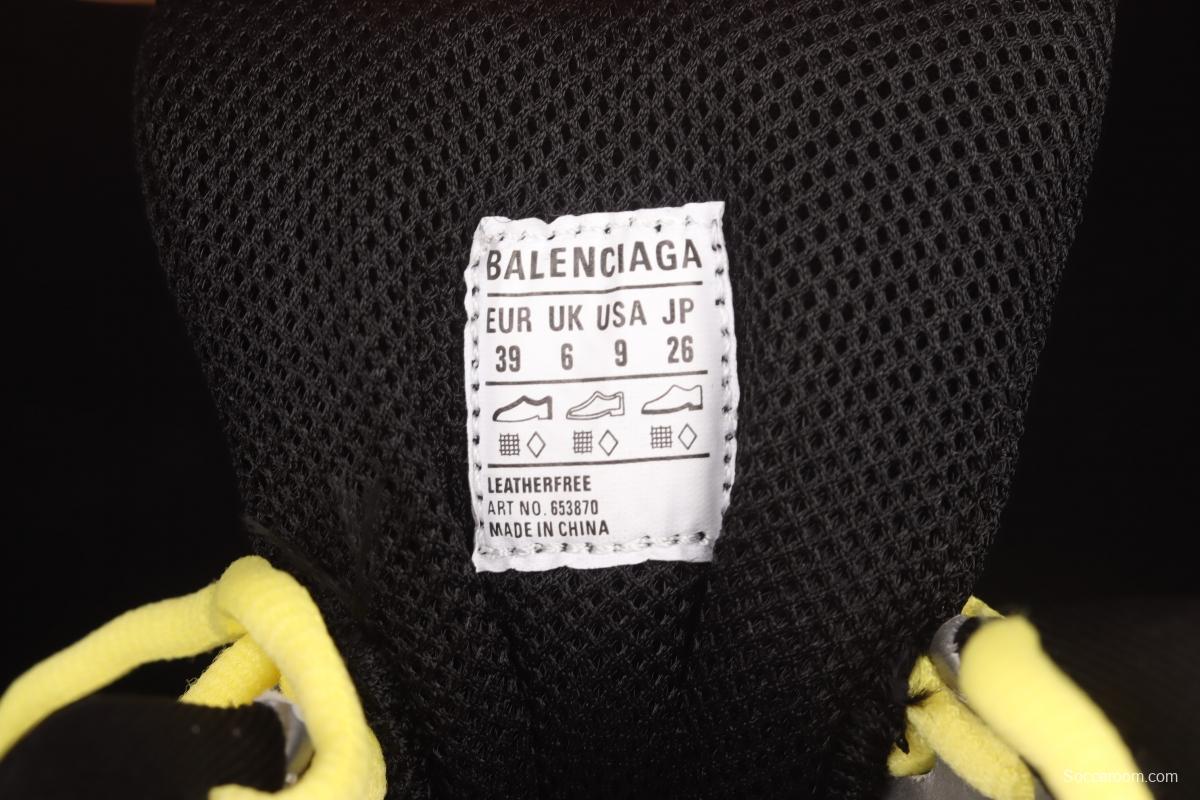 BALENCIAGA
EUR UK USA JP
39 6 9 26
LEATHERFREE
ART NO. 653870
MADE IN CHINA
Socceroom.com